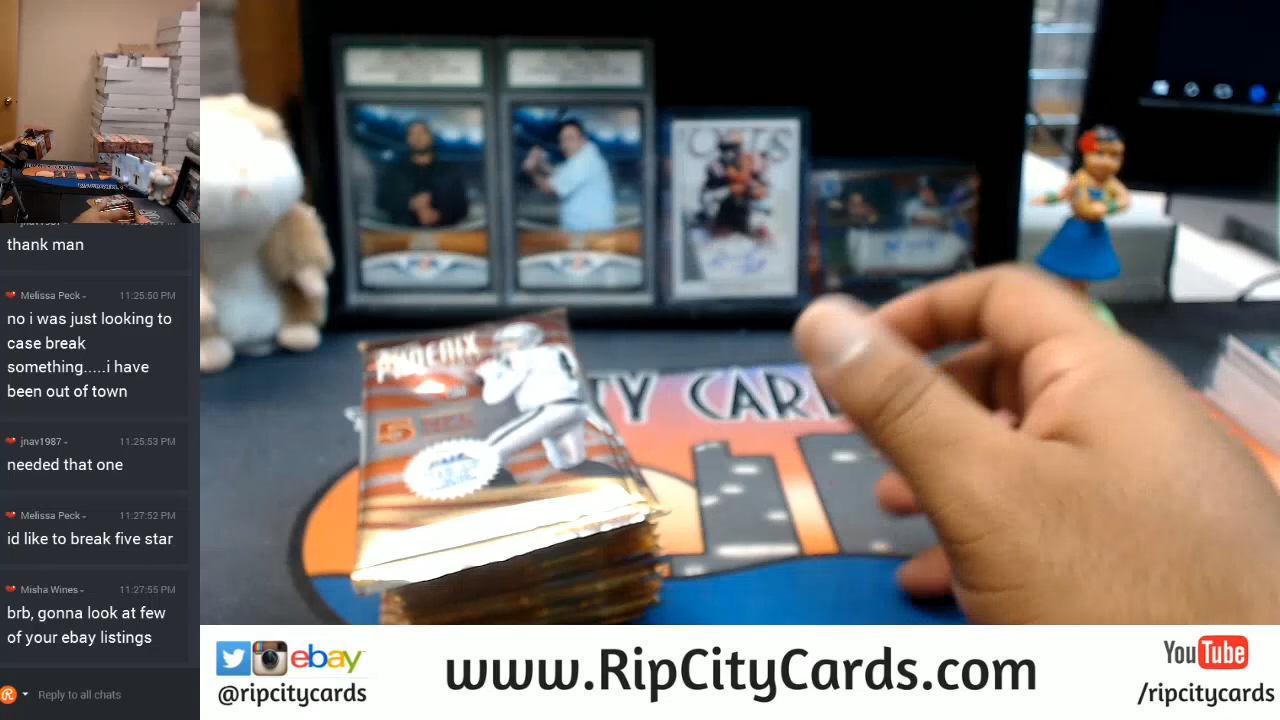 thank man
Melissa Peck - 11:25:50 PM
no i was just looking to
case break
something.....i have
been out of town
jnav1987 - 11:25:53 PM
needed that one
Melissa Peck - 11:27:52 PM
id like to break five star
Misha Wines - 11:27:55 PM
brb, gonna look at few
of your ebay listings
Reply to all chats
PHOENIX
5
TY CAR
R T
ebay
@ripcitycards
www.RipCityCards.com
YouTube
/ripcitycards